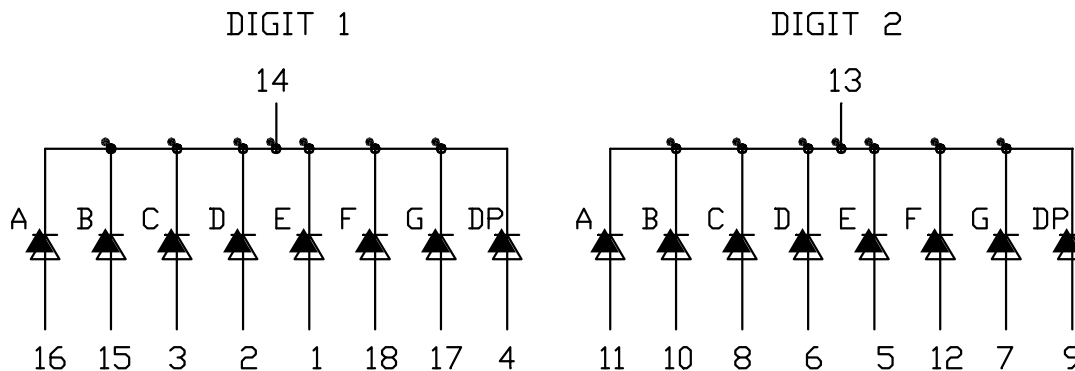 DIGIT 1 DIGIT 2
14 13
A B C D E F G DP A B C D E F G DP
16 15 3 2 1 18 17 4 11 10 8 6 5 12 7 9